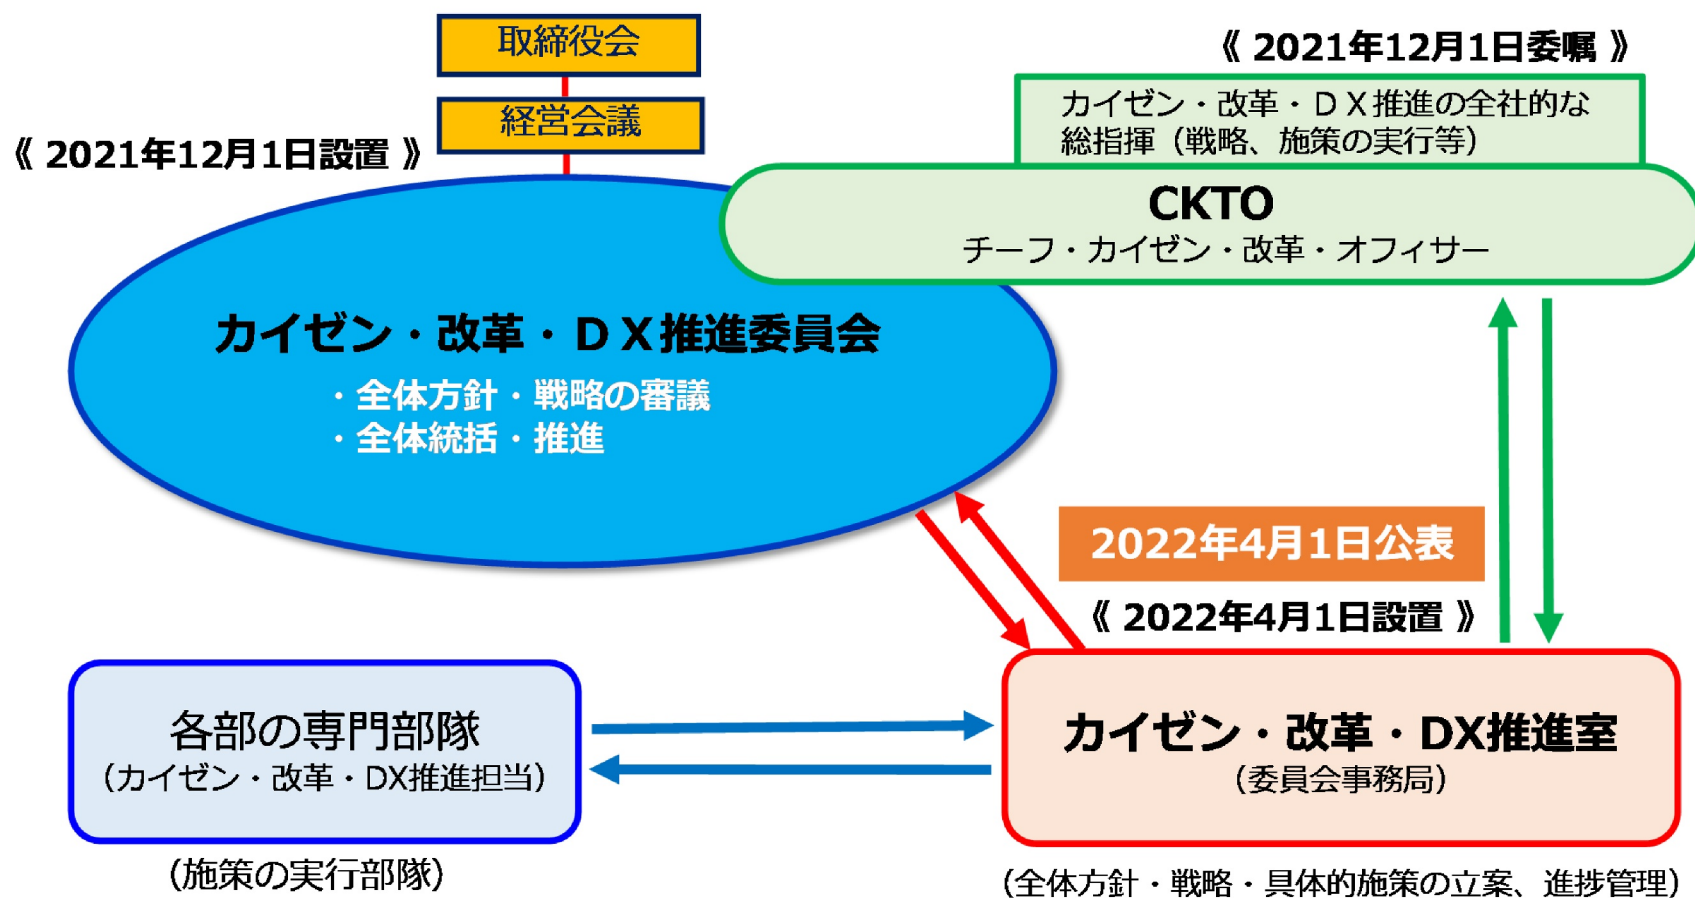 取締役会
経営会議
《 2021年12月1日設置 》
《 2021年12月1日委嘱 》
カイゼン・改革・ＤＸ推進の全社的な
総指揮（戦略、施策の実行等）
CKTO
チーフ・カイゼン・改革・オフィサー
カイゼン・改革・ＤＸ推進委員会
・全体方針・戦略の審議
・全体統括・推進
2022年4月1日公表
《 2022年4月1日設置 》
各部の専門部隊
（カイゼン・改革・DX推進担当）
（施策の実行部隊）
カイゼン・改革・DX推進室
（委員会事務局）
（全体方針・戦略・具体的施策の立案、進捗管理）